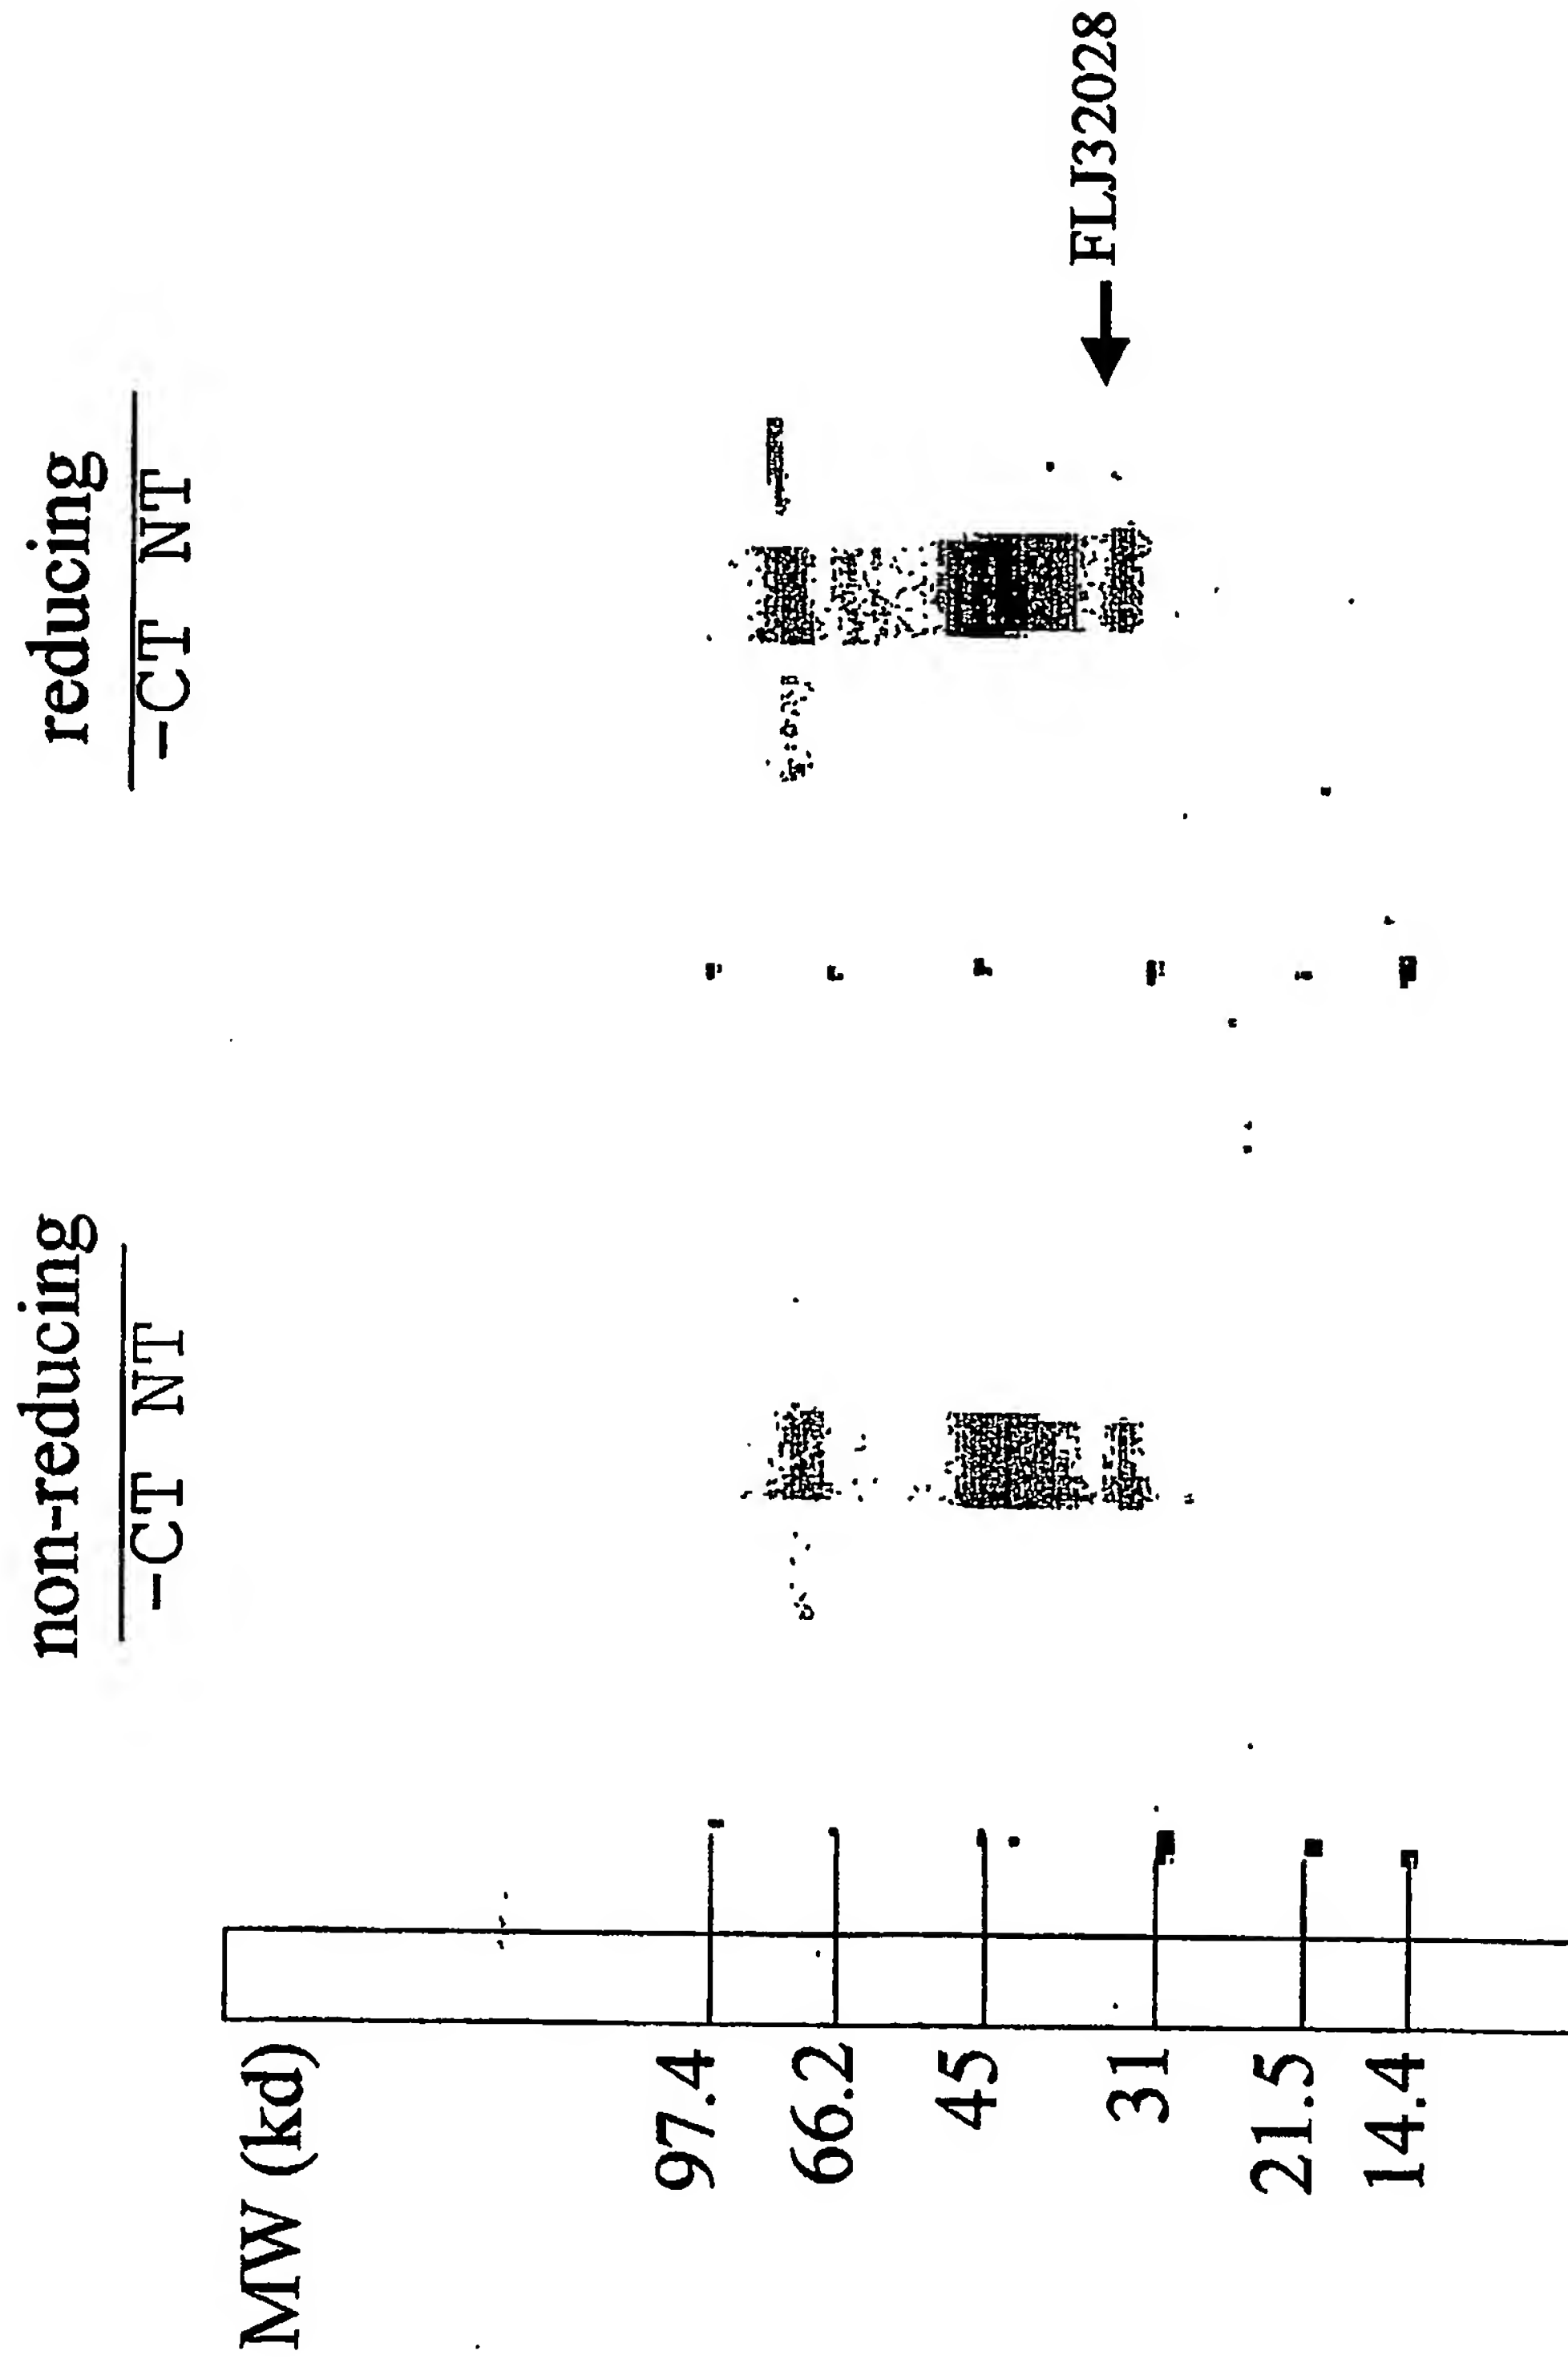 non-reducing
-CT NT
reducing
-CT NT
MW (kd)
97.4
66.2
45
31
21.5
14.4
FLJ32028